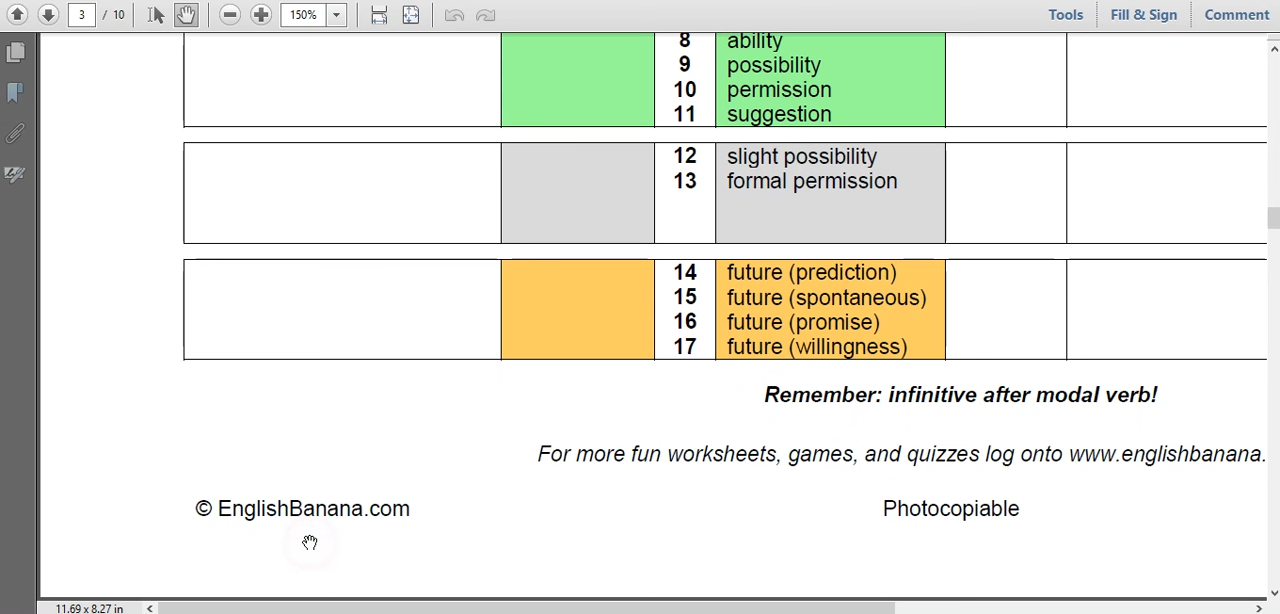 3 / 10 150% Tools Fill & Sign Comment
8 ability
9 possibility
10 permission
11 suggestion
12 slight possibility
13 formal permission
14 future (prediction)
15 future (spontaneous)
16 future (promise)
17 future (willingness)
Remember: infinitive after modal verb!
For more fun worksheets, games, and quizzes log onto www.englishbanana.
© EnglishBanana.com Photocopiable
11.69 x 8.27 in